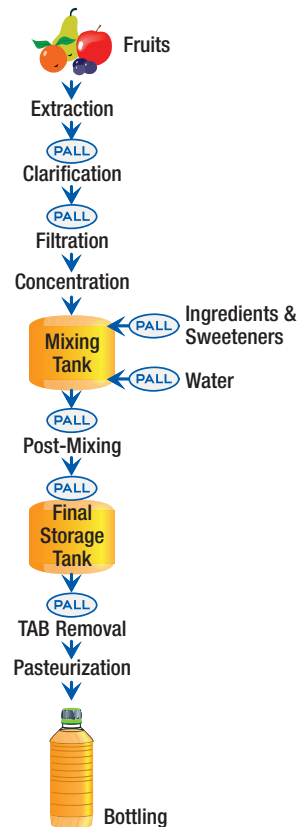 Fruits
Extraction
PALL
Clarification
PALL
Filtration
Concentration
PALL
Ingredients &
Sweeteners
Mixing
Tank
PALL
Water
PALL
Post-Mixing
PALL
Final
Storage
Tank
PALL
TAB Removal
Pasteurization
Bottling